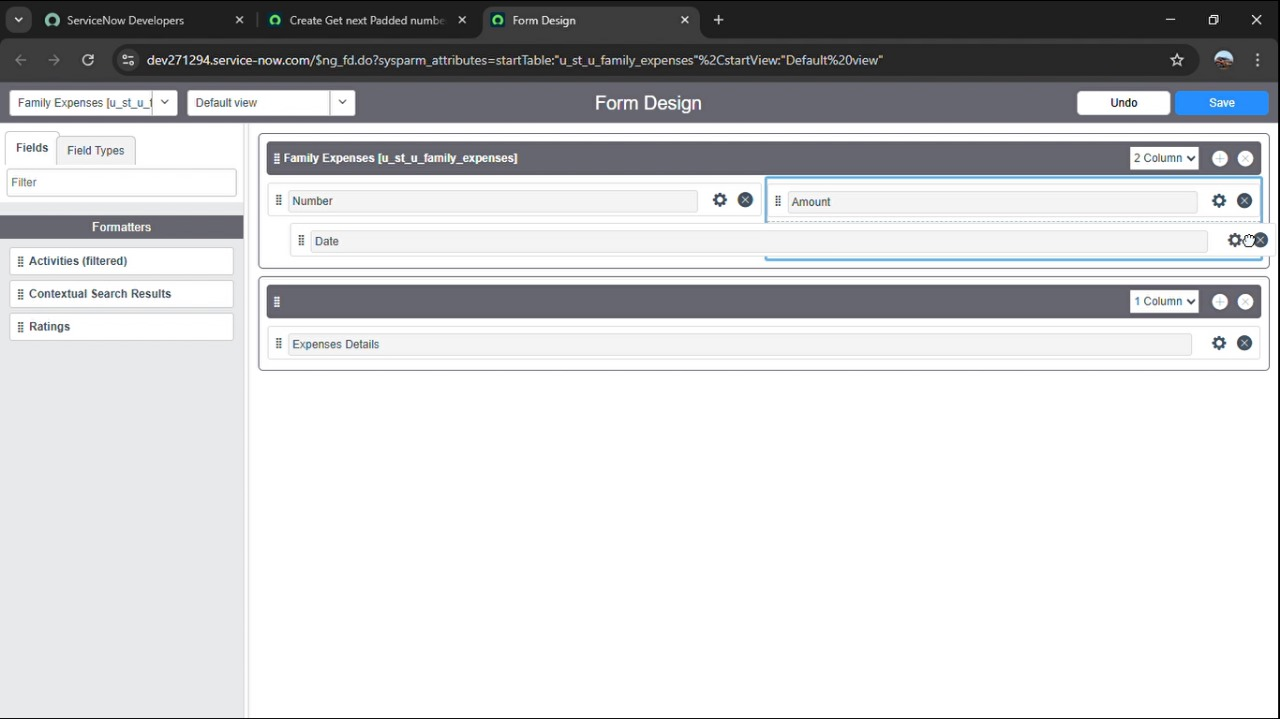 ServiceNow Developers
Create Get next Padded numbe
Form Design
dev271294.service-now.com/$ng_fd.do?sysparm_attributes=startTable:"u_st_u_family_expenses"%2CstartView:"Default%20view"
Family Expenses [u_st_u_f
Default view
Form Design
Undo
Save
Fields
Field Types
Filter
Formatters
Activities (filtered)
Contextual Search Results
Ratings
Family Expenses [u_st_u_family_expenses]
2 Column
Number
Amount
Date
1 Column
Expenses Details